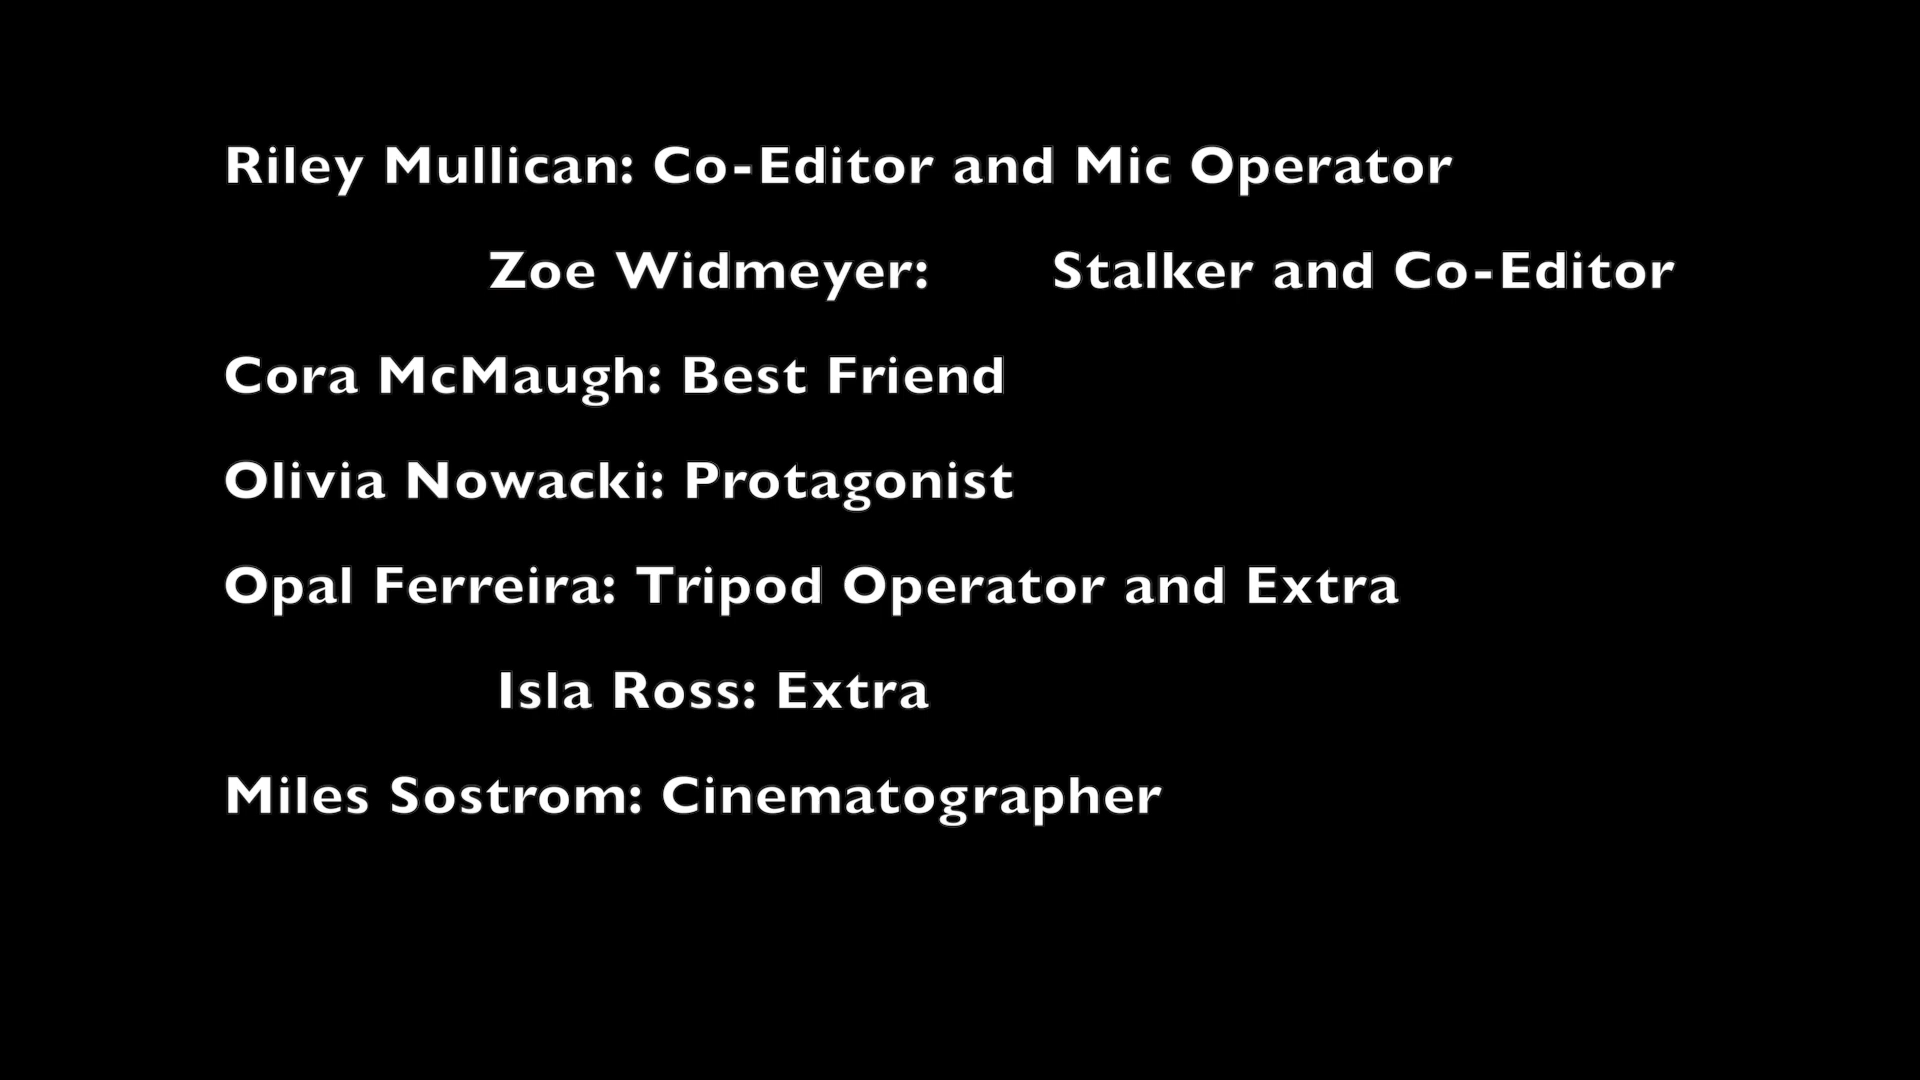 Riley Mullican: Co-Editor and Mic Operator
Zoe Widmeyer: Stalker and Co-Editor
Cora McMaugh: Best Friend
Olivia Nowacki: Protagonist
Opal Ferreira: Tripod Operator and Extra
Isla Ross: Extra
Miles Sostrom: Cinematographer